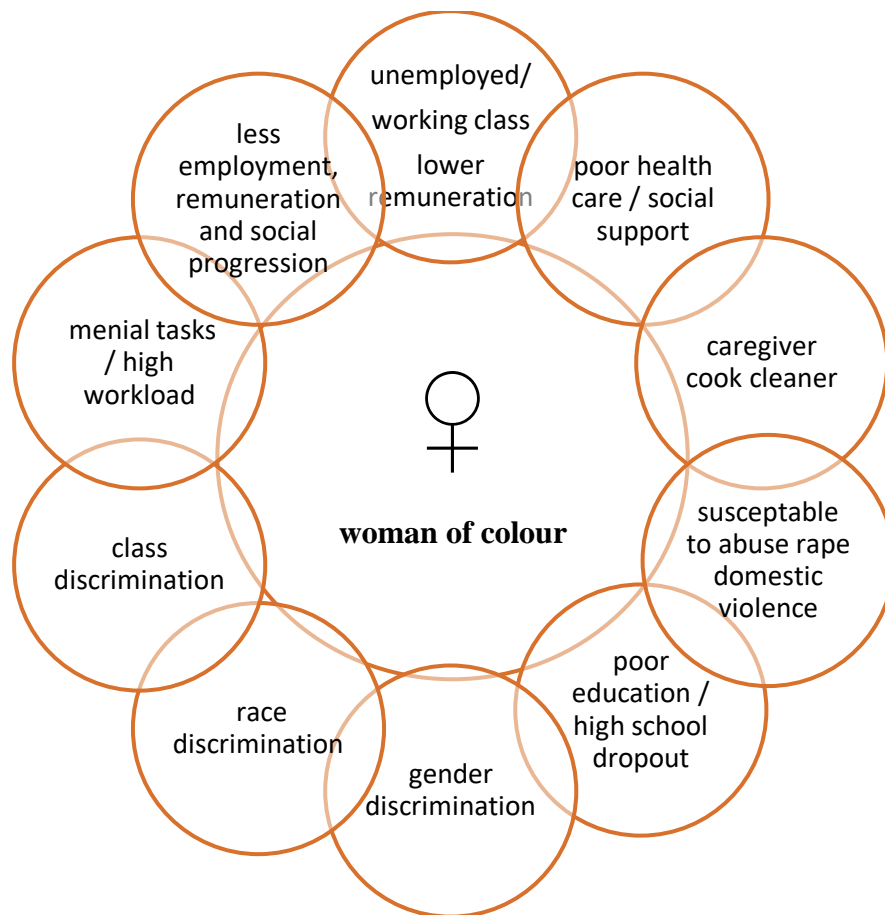 unemployed/
working class
lower
remuneration
poor health
care / social
support
caregiver
cook cleaner
susceptable
to abuse rape
domestic
violence
poor
education /
high school
dropout
gender
discrimination
race
discrimination
class
discrimination
menial tasks
/ high
workload
less
employment,
remuneration
and social
progression
woman of colour